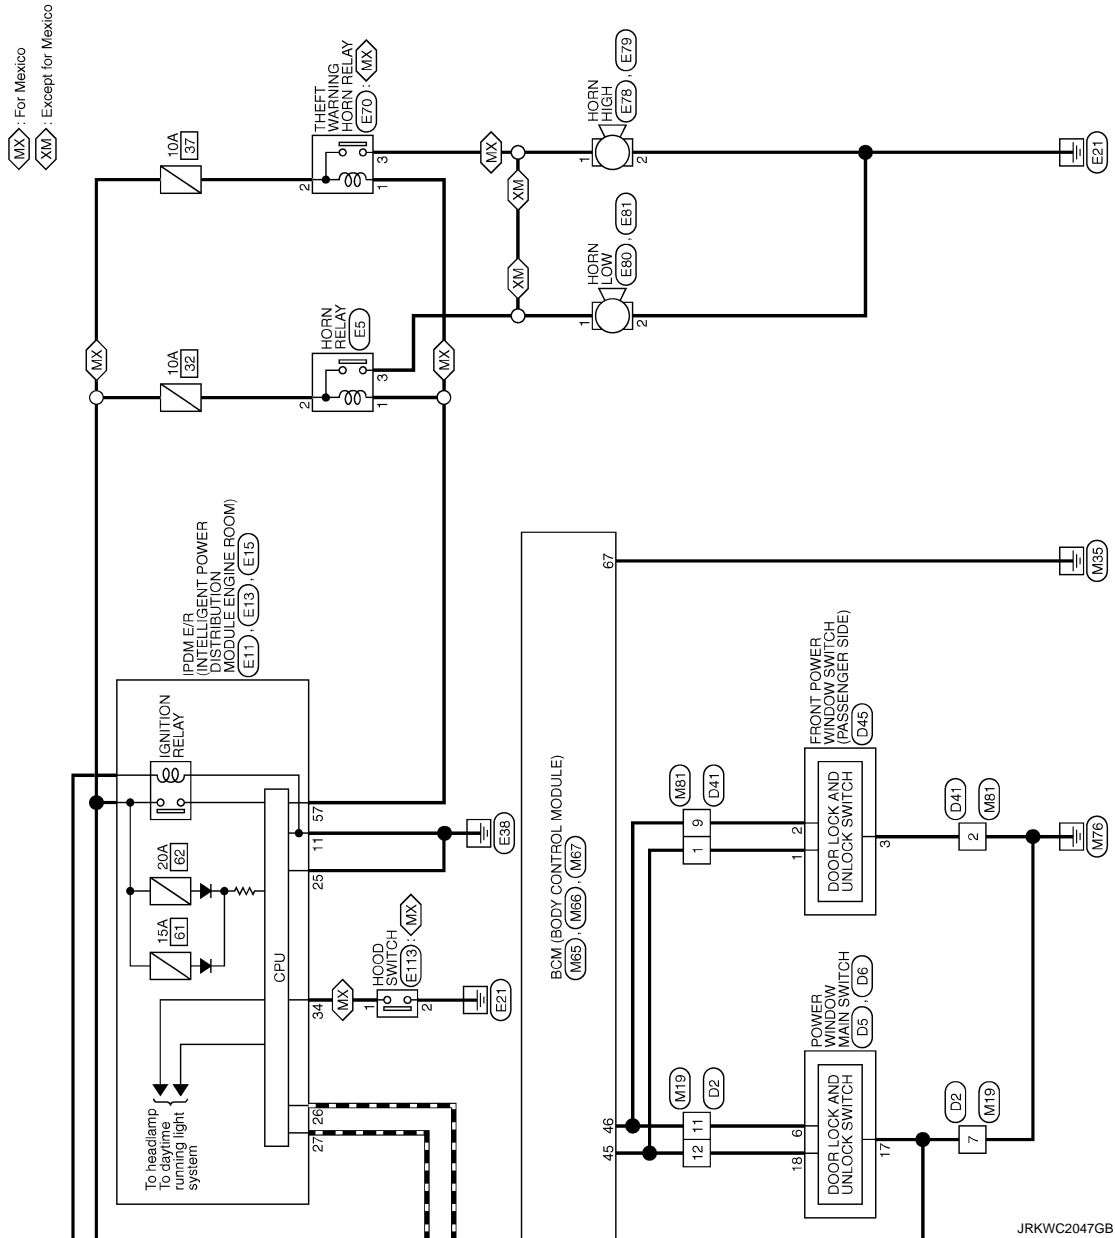 MX : For Mexico
XM : Except for Mexico
10A
37
THEFT
WARNING
HORN RELAY
E70 : MX
2
3
1
MX
HORN
HIGH
E78 , E79
1
2
E21
XM
XM
HORN
LOW
E80 , E81
1
2
MX
10A
32
HORN
RELAY
E5
2
3
1
MX
IPDM E/R
(INTELLIGENT POWER
DISTRIBUTION
MODULE ENGINE ROOM)
E11 , E13 , E15
IGNITION
RELAY
20A
62
15A
61
CPU
57
11
25
34
26
27
E38
MX
HOOD
SWITCH
E113 : MX
1
2
E21
To headlamp
To daytime
running light
system
BCM (BODY CONTROL MODULE)
M65 , M66 , M67
67
M35
46
45
M81
D41
9
1
FRONT POWER
WINDOW SWITCH
(PASSENGER SIDE)
D45
2
1
DOOR LOCK AND
UNLOCK SWITCH
3
D41
M81
2
M76
M19
D2
11
12
POWER
WINDOW
MAIN SWITCH
D5 , D6
6
18
DOOR LOCK AND
UNLOCK SWITCH
17
D2
M19
7
JRKWC2047GB